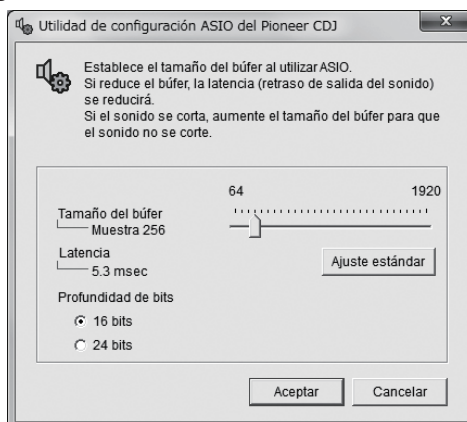 Utilidad de configuración ASIO del Pioneer CDJ
Establece el tamaño del búfer al utilizar ASIO.
Si reduce el búfer, la latencia (retraso de salida del sonido)
se reducirá.
Si el sonido se corta, aumente el tamaño del búfer para que
el sonido no se corte.
64 1920
Tamaño del búfer
Muestra 256
Latencia
5.3 msec
Ajuste estándar
Profundidad de bits
16 bits
24 bits
Aceptar Cancelar